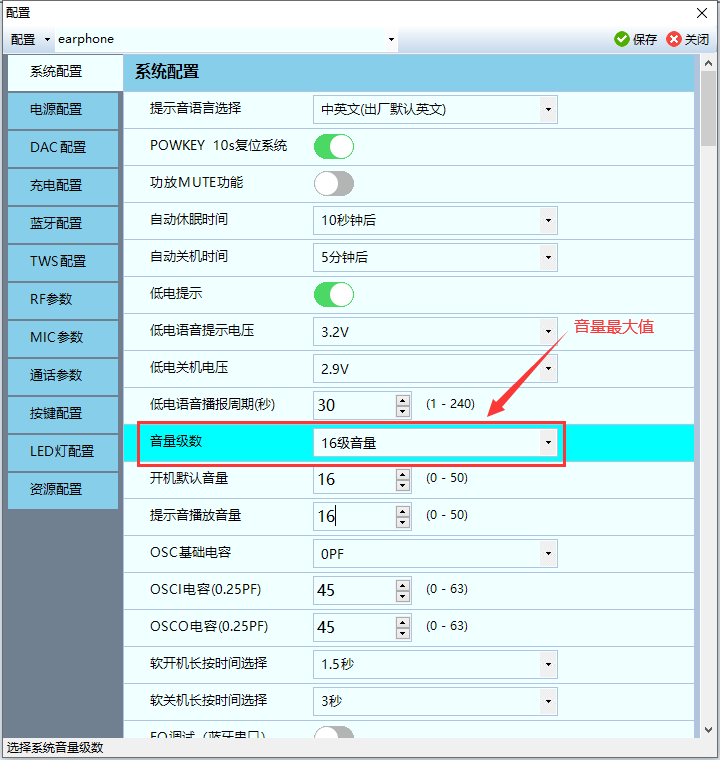 配置
配置 earphone 保存 关闭
系统配置
电源配置
DAC 配置
充电配置
蓝牙配置
TWS 配置
RF参数
MIC 参数
通话参数
按键配置
LED灯配置
资源配置
系统配置
提示音语言选择 中英文(出厂默认英文)
POWKEY 10s复位系统
功放MUTE功能
自动休眠时间 10秒钟后
自动关机时间 5分钟后
低电提示
低电语音提示电压 3.2V
音量最大值
低电关机电压 2.9V
低电语音播报周期(秒) 30 (1 - 240)
音量级数 16级音量
开机默认音量 16 (0 - 50)
提示音播放音量 16 (0 - 50)
OSC基础电容 0PF
OSCI电容(0.25PF) 45 (0 - 63)
OSCO电容(0.25PF) 45 (0 - 63)
软开机长按时间选择 1.5秒
软关机长按时间选择 3秒
EQ调试（蓝牙串口）
选择系统音量级数